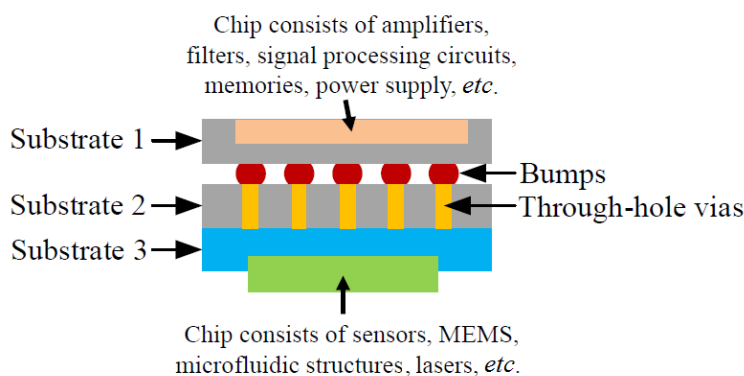 Chip consists of amplifiers,
filters, signal processing circuits,
memories, power supply, etc.
Substrate 1
Bumps
Substrate 2
Through-hole vias
Substrate 3
Chip consists of sensors, MEMS,
microfluidic structures, lasers, etc.